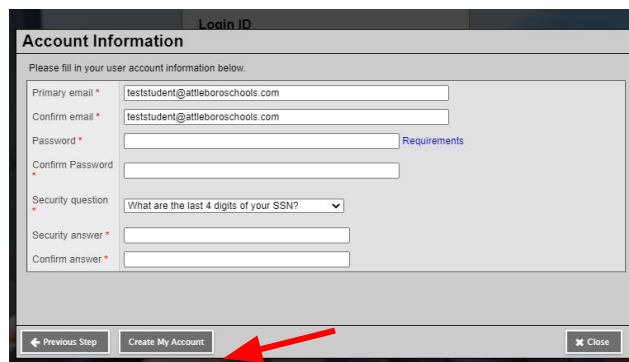 Login ID
Account Information
Please fill in your user account information below.
Primary email *
teststudent@attleboroschools.com
Confirm email *
teststudent@attleboroschools.com
Password *
Requirements
Confirm Password
*
Security question
*
What are the last 4 digits of your SSN?
Security answer *
Confirm answer *
Previous Step
Create My Account
Close